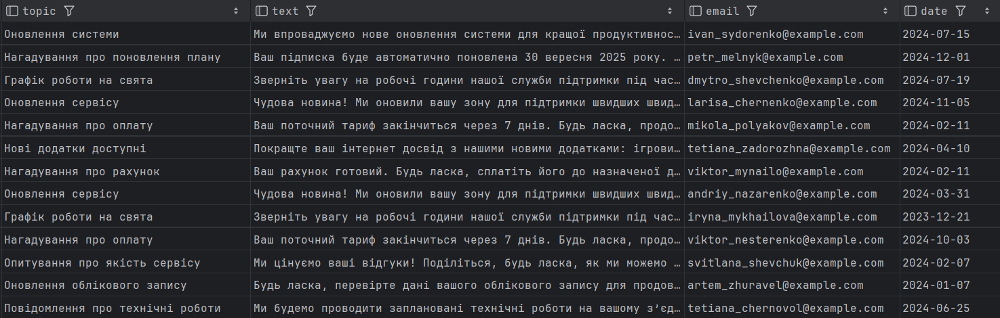 topic text email date
Оновлення системи Ми впроваджуємо нове оновлення системи для кращої продуктивнос… ivan_sydorenko@example.com 2024-07-15
Нагадування про поновлення плану Ваш підписка буде автоматично поновлена 30 вересня 2025 року. … petr_melnyk@example.com 2024-12-01
Графік роботи на свята Зверніть увагу на робочі години нашої служби підтримки під час… dmytro_shevchenko@example.com 2024-07-19
Оновлення сервісу Чудова новина! Ми оновили вашу зону для підтримки швидших швид… larisa_chernenko@example.com 2024-11-05
Нагадування про оплату Ваш поточний тариф закінчиться через 7 днів. Будь ласка, продо… mikola_polyakov@example.com 2024-02-11
Нові додатки доступні Покращте ваш інтернет досвід з нашими новими додатками: ігрови… tetiana_zadorozhna@example.com 2024-04-10
Нагадування про рахунок Ваш рахунок готовий. Будь ласка, сплатіть його до назначеної д… viktor_mynailo@example.com 2024-02-11
Оновлення сервісу Чудова новина! Ми оновили вашу зону для підтримки швидших швид… andriy_nazarenko@example.com 2024-03-31
Графік роботи на свята Зверніть увагу на робочі години нашої служби підтримки під час… iryna_mykhailova@example.com 2023-12-21
Нагадування про оплату Ваш поточний тариф закінчиться через 7 днів. Будь ласка, продо… viktor_nesterenko@example.com 2024-10-03
Опитування про якість сервісу Ми цінуємо ваші відгуки! Поділіться, будь ласка, як ми можемо … svitlana_shevchuk@example.com 2024-02-07
Оновлення облікового запису Будь ласка, перевірте дані вашого облікового запису для продов… artem_zhuravel@example.com 2024-01-07
Повідомлення про технічні роботи Ми будемо проводити заплановані технічні роботи на вашому з’єд… tetiana_chernovol@example.com 2024-06-25